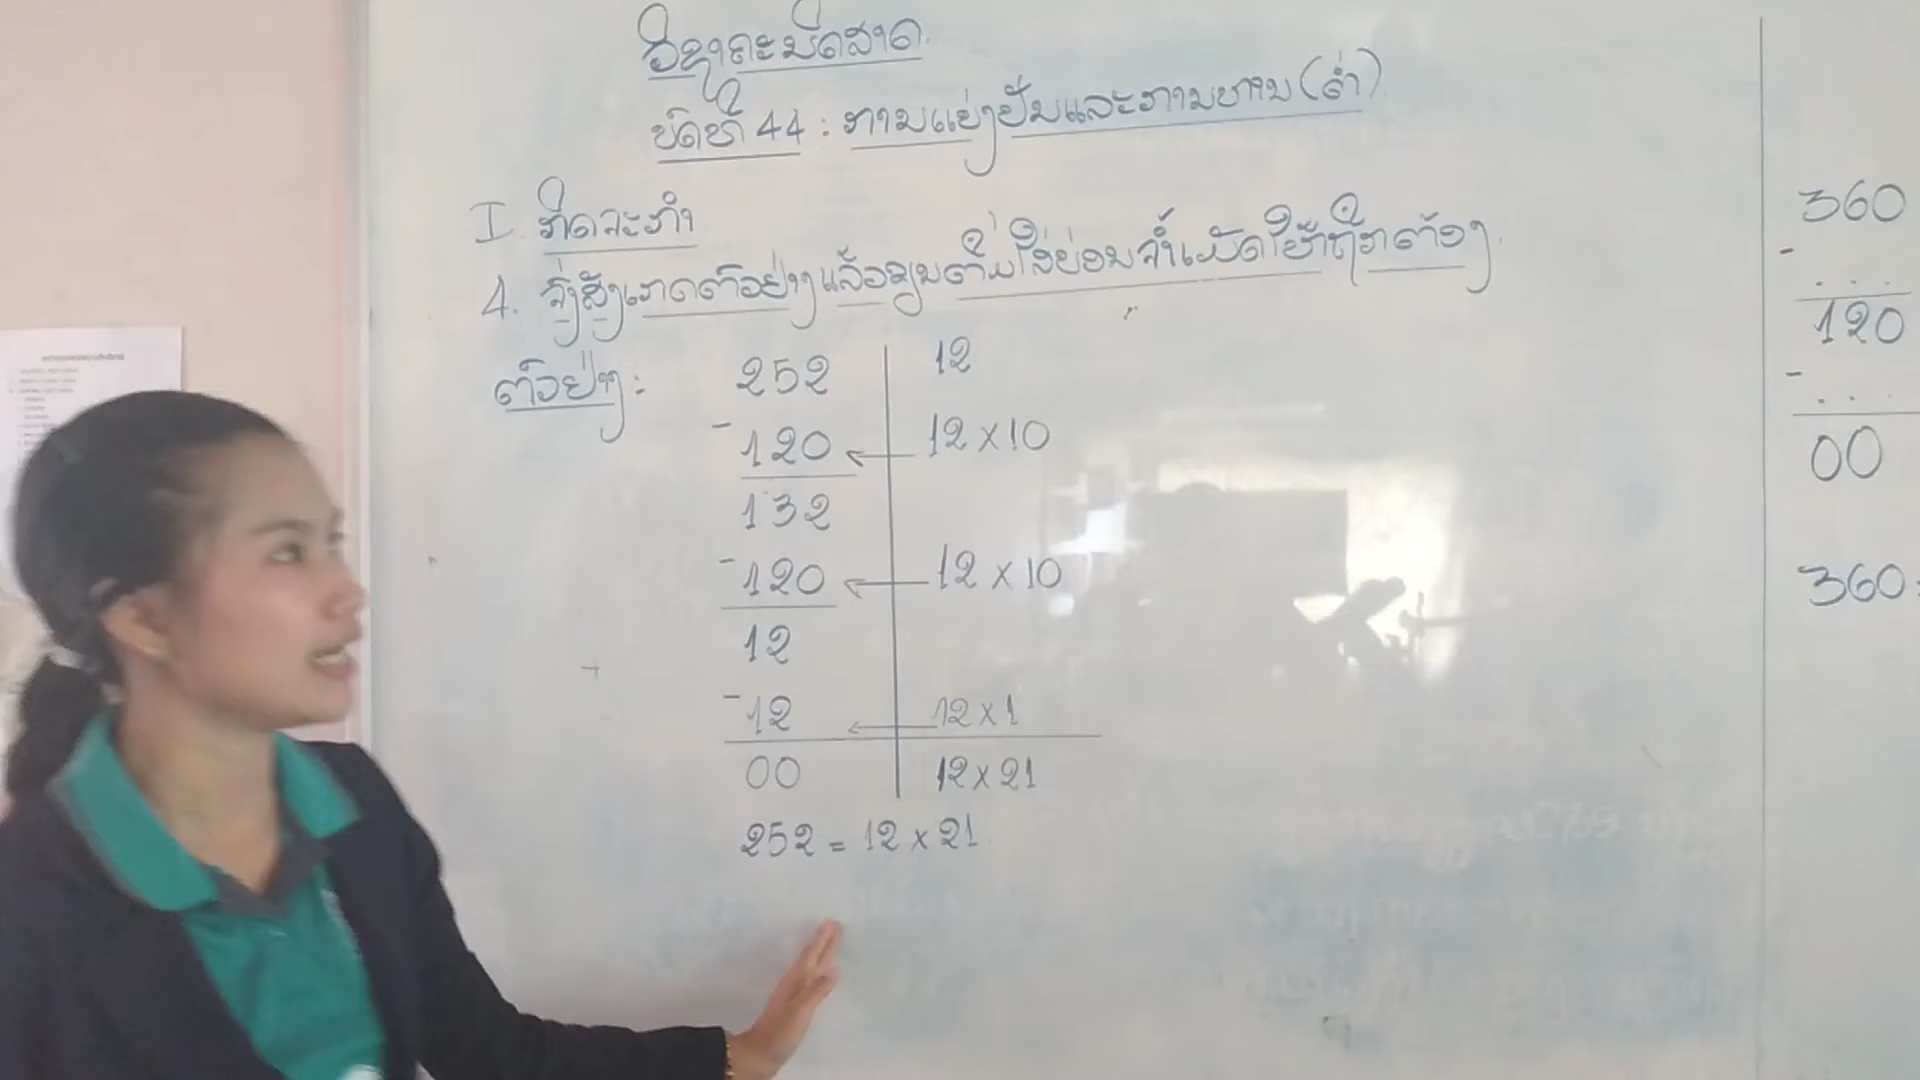 ວິຊາຄະນິດສາດ
ບົດທີ 44 : ການແບ່ງປັນແລະການຫານ (ຕໍ່)
I. ກິດຈະກຳ
4. ຈົ່ງສັງເກດຕົວຢ່າງແລ້ວຂຽນຕື່ມໃສ່ບ່ອນຈ້ຳເມັດໃຫ້ຖືກຕ້ອງ.
ຕົວຢ່າງ:
252 12
- 120 ← 12 × 10
132
- 120 ← 12 × 10
12
- 12 ← 12 × 1
00 12 × 21
252 = 12 × 21
360
- . . .
120
- . . .
00
360 =